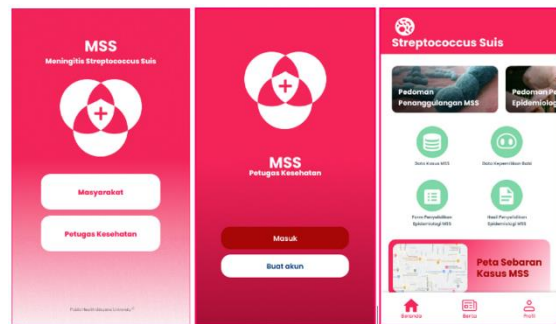 MSS
Meningitis Streptococcus Suis
Masyarakat
Petugas Kesehatan
MSS
Petugas Kesehatan
Masuk
Buat akun
Streptococcus Suis
Pedoman
Penanggulangan MSS
Pedoman Pe
Epidemiolog
Data Kasus MSS
Data Kepemilikan Babi
Form Penyelidikan
Epidemiologi MSS
Hasil Penyelidikan
Epidemiologi MSS
Peta Sebaran
Kasus MSS
Beranda
Berita
Profil